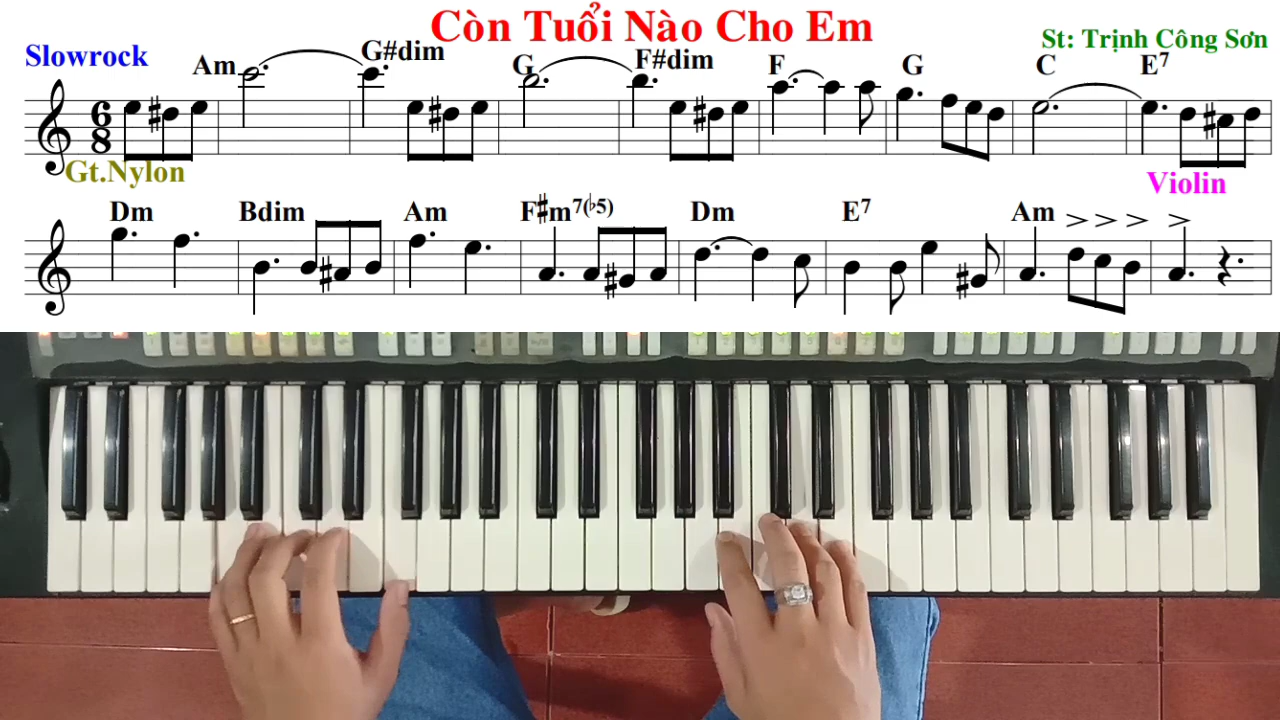 Còn Tuổi Nào Cho Em
St: Trịnh Công Sơn
Slowrock
Am G#dim G F#dim F G C E7
6
8
Gt.Nylon
Violin
Dm Bdim Am F♯m7(♭5) Dm E7 Am